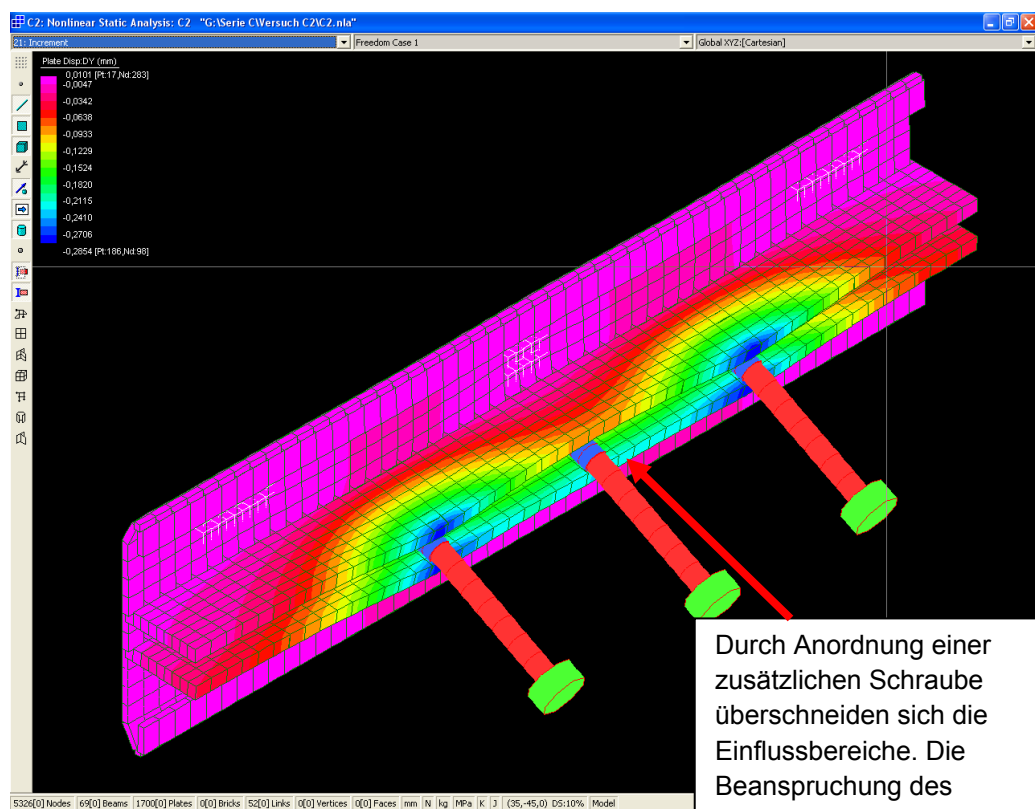 C2: Nonlinear Static Analysis: C2 "G:\Serie C\Versuch C2\C2.nla"
21: Increment
Freedom Case 1
Global XYZ:[Cartesian]
Plate Disp:DY (mm)
0,0101 [Pt:17,Nd:283]
-0,0047
-0,0342
-0,0638
-0,0933
-0,1229
-0,1524
-0,1820
-0,2115
-0,2410
-0,2706
-0,2854 [Pt:186,Nd:98]
Durch Anordnung einer
zusätzlichen Schraube
überschneiden sich die
Einflussbereiche. Die
Beanspruchung des
5326[0] Nodes 69[0] Beams 1700[0] Plates 0[0] Bricks 52[0] Links 0[0] Vertices 0[0] Faces mm N kg MPa K J (35,-45,0) DS:10% Model